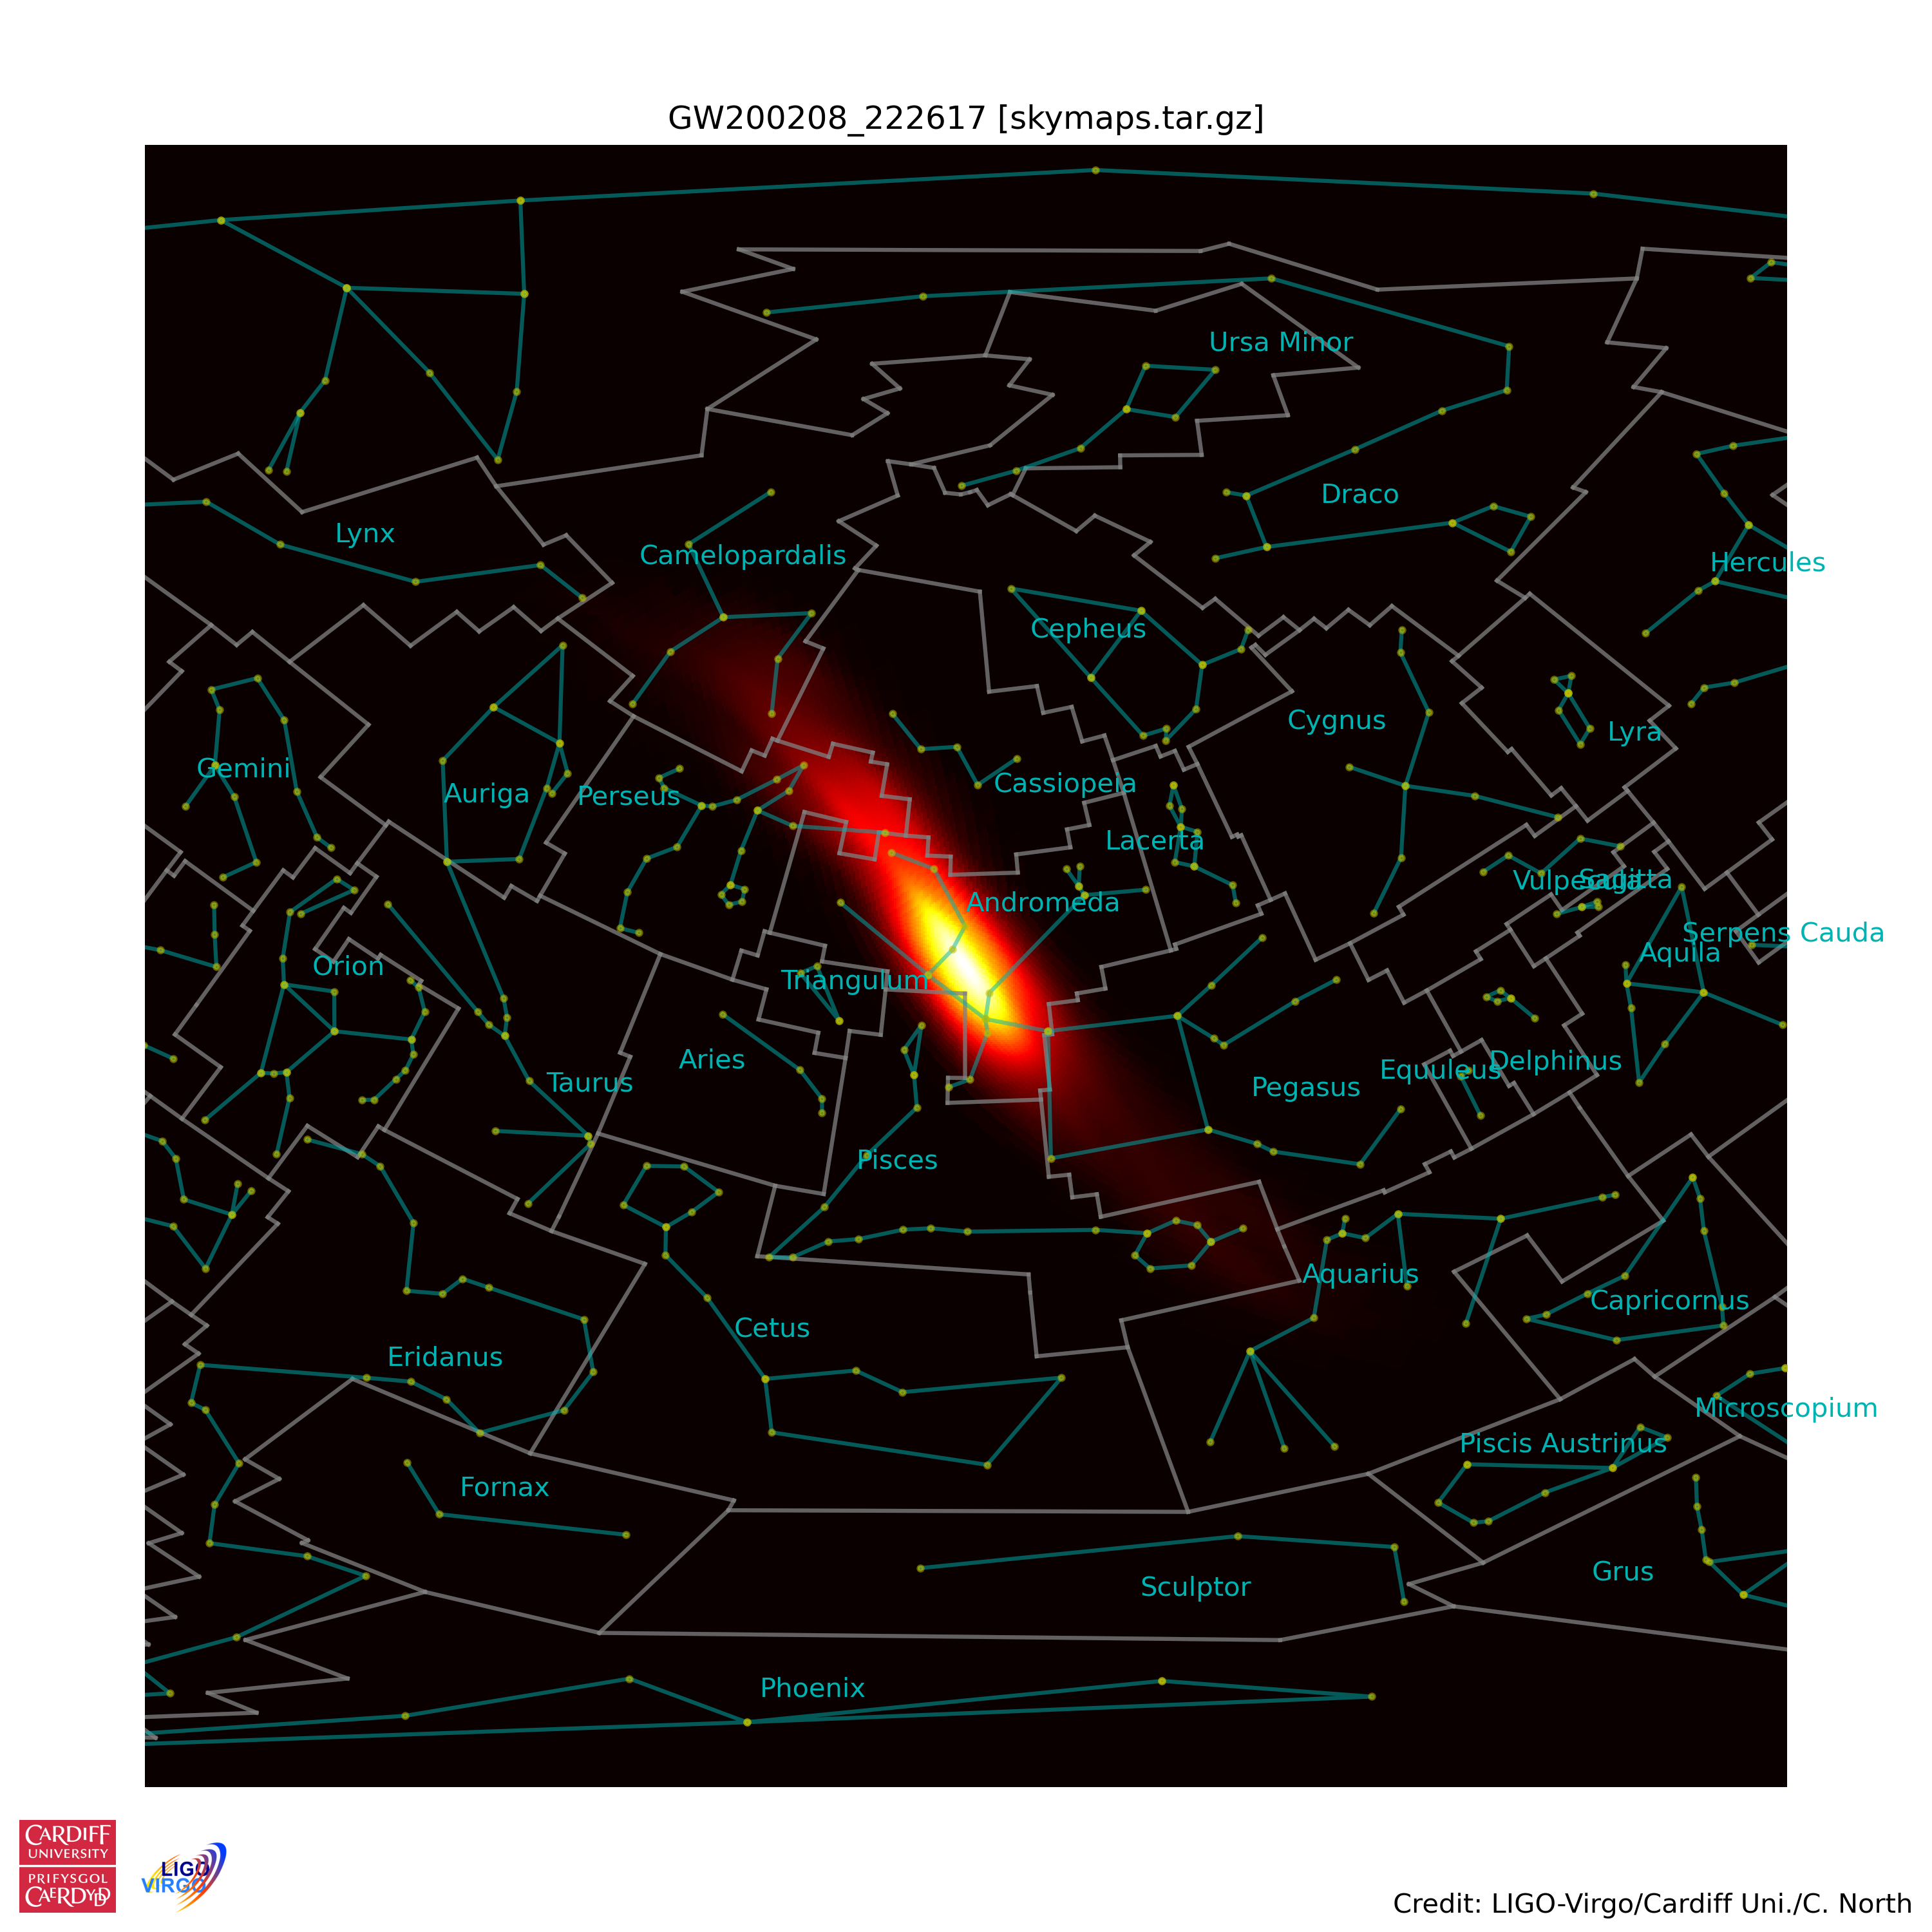 GW200208_222617 [skymaps.tar.gz]
Ursa Minor
Draco
Lynx
Camelopardalis
Hercules
Cepheus
Cygnus
Lyra
Gemini
Auriga
Perseus
Cassiopeia
Lacerta
Vulpecula
Sagitta
Andromeda
Serpens Cauda
Aquila
Orion
Triangulum
Aries
Taurus
Equuleus
Delphinus
Pegasus
Pisces
Aquarius
Capricornus
Cetus
Eridanus
Microscopium
Piscis Austrinus
Fornax
Grus
Sculptor
Phoenix
CARDIFF
UNIVERSITY
PRIFYSGOL
CAERDYDD
LIGO
VIRGO
Credit: LIGO-Virgo/Cardiff Uni./C. North